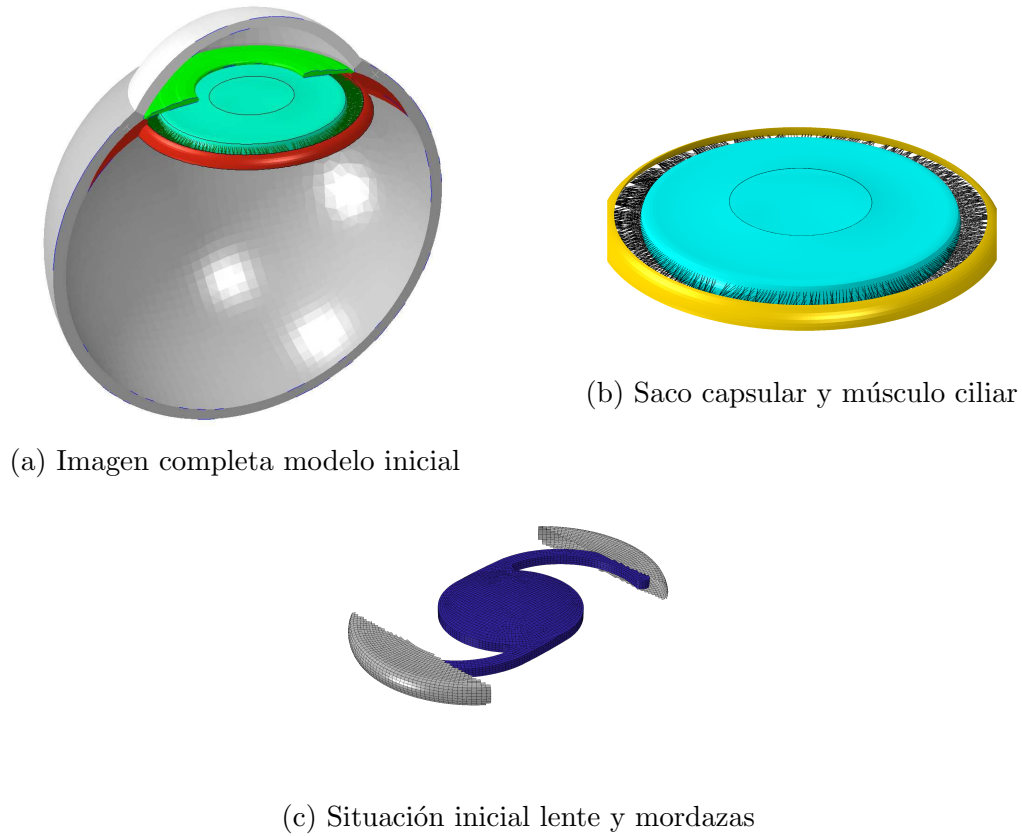 (b) Saco capsular y músculo ciliar
(a) Imagen completa modelo inicial
(c) Situación inicial lente y mordazas